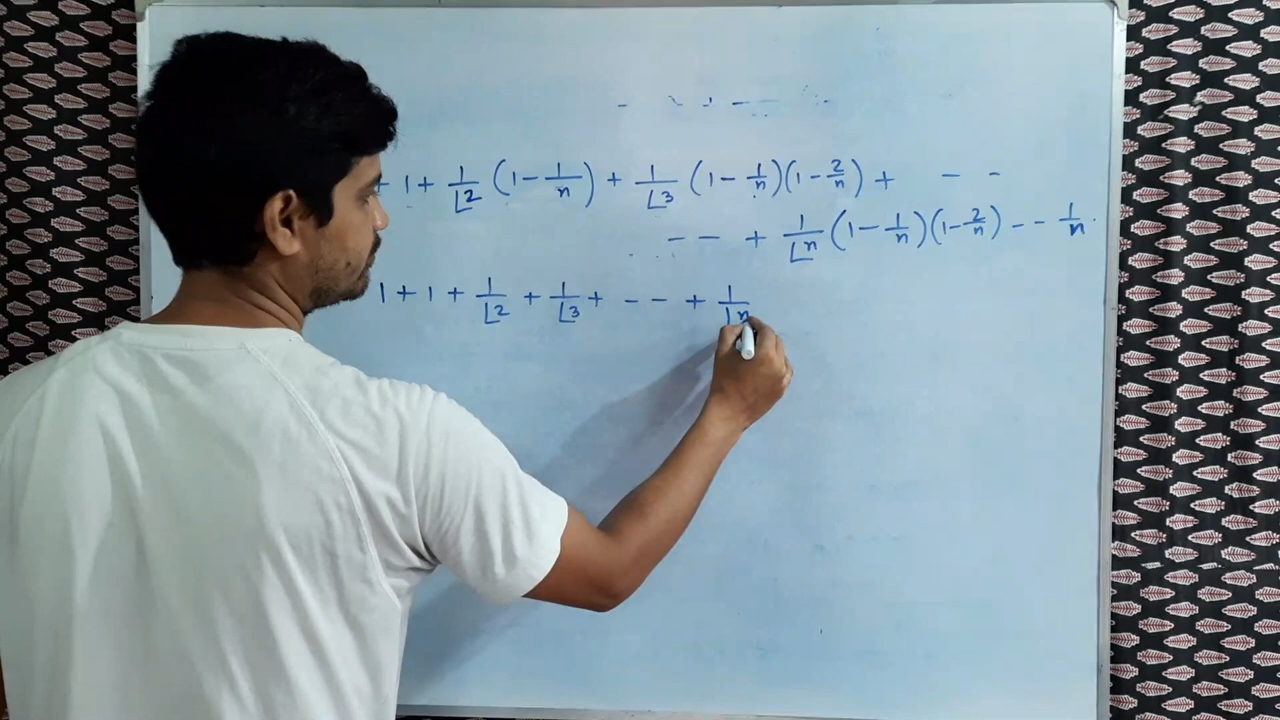 + 1 + 1/⌊2 (1 - 1/n) + 1/⌊3 (1 - 1/n)(1 - 2/n) + - -
- - + 1/⌊n (1 - 1/n)(1 - 2/n) - - 1/n .
1 + 1 + 1/⌊2 + 1/⌊3 + - - + 1/⌊n